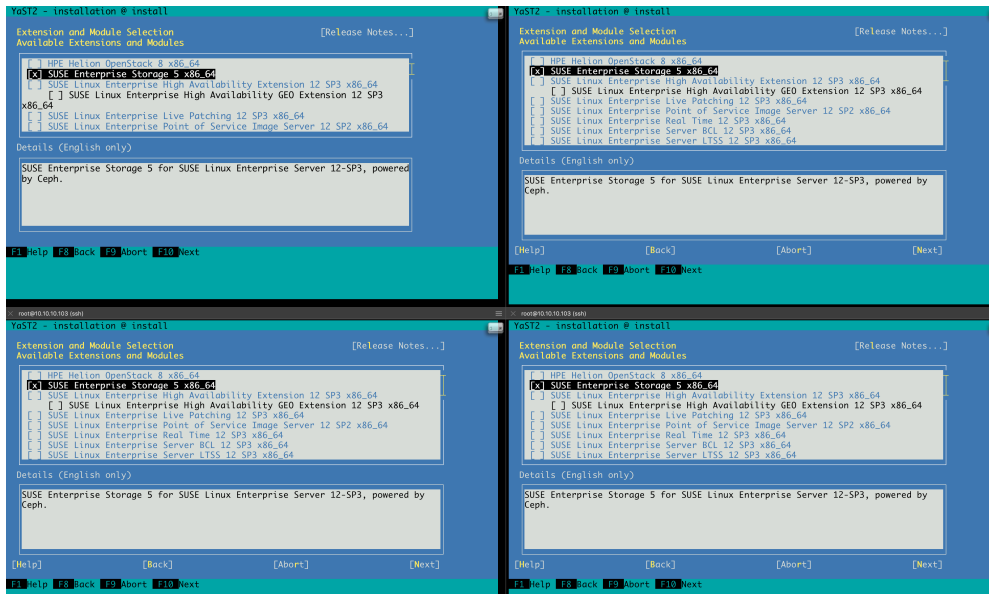 YaST2 - installation @ install
Extension and Module Selection [Release Notes...]
Available Extensions and Modules
[ ] HPE Helion OpenStack 8 x86_64
[x] SUSE Enterprise Storage 5 x86_64
[ ] SUSE Linux Enterprise High Availability Extension 12 SP3 x86_64
[ ] SUSE Linux Enterprise High Availability GEO Extension 12 SP3
x86_64
[ ] SUSE Linux Enterprise Live Patching 12 SP3 x86_64
[ ] SUSE Linux Enterprise Point of Service Image Server 12 SP2 x86_64
Details (English only)
SUSE Enterprise Storage 5 for SUSE Linux Enterprise Server 12-SP3, powered
by Ceph.
F1 Help F8 Back F9 Abort F10 Next
YaST2 - installation @ install
Extension and Module Selection [Release Notes...]
Available Extensions and Modules
[ ] HPE Helion OpenStack 8 x86_64
[x] SUSE Enterprise Storage 5 x86_64
[ ] SUSE Linux Enterprise High Availability Extension 12 SP3 x86_64
[ ] SUSE Linux Enterprise High Availability GEO Extension 12 SP3 x86_64
[ ] SUSE Linux Enterprise Live Patching 12 SP3 x86_64
[ ] SUSE Linux Enterprise Point of Service Image Server 12 SP2 x86_64
[ ] SUSE Linux Enterprise Real Time 12 SP3 x86_64
[ ] SUSE Linux Enterprise Server BCL 12 SP3 x86_64
[ ] SUSE Linux Enterprise Server LTSS 12 SP3 x86_64
Details (English only)
SUSE Enterprise Storage 5 for SUSE Linux Enterprise Server 12-SP3, powered by
Ceph.
[Help] [Back] [Abort] [Next]
F1 Help F8 Back F9 Abort F10 Next
root@10.10.10.103 (ssh)
YaST2 - installation @ install
Extension and Module Selection [Release Notes...]
Available Extensions and Modules
[ ] HPE Helion OpenStack 8 x86_64
[x] SUSE Enterprise Storage 5 x86_64
[ ] SUSE Linux Enterprise High Availability Extension 12 SP3 x86_64
[ ] SUSE Linux Enterprise High Availability GEO Extension 12 SP3 x86_64
[ ] SUSE Linux Enterprise Live Patching 12 SP3 x86_64
[ ] SUSE Linux Enterprise Point of Service Image Server 12 SP2 x86_64
[ ] SUSE Linux Enterprise Real Time 12 SP3 x86_64
[ ] SUSE Linux Enterprise Server BCL 12 SP3 x86_64
[ ] SUSE Linux Enterprise Server LTSS 12 SP3 x86_64
Details (English only)
SUSE Enterprise Storage 5 for SUSE Linux Enterprise Server 12-SP3, powered by
Ceph.
[Help] [Back] [Abort] [Next]
F1 Help F8 Back F9 Abort F10 Next
root@10.10.10.103 (ssh)
YaST2 - installation @ install
Extension and Module Selection [Release Notes...]
Available Extensions and Modules
[ ] HPE Helion OpenStack 8 x86_64
[x] SUSE Enterprise Storage 5 x86_64
[ ] SUSE Linux Enterprise High Availability Extension 12 SP3 x86_64
[ ] SUSE Linux Enterprise High Availability GEO Extension 12 SP3 x86_64
[ ] SUSE Linux Enterprise Live Patching 12 SP3 x86_64
[ ] SUSE Linux Enterprise Point of Service Image Server 12 SP2 x86_64
[ ] SUSE Linux Enterprise Real Time 12 SP3 x86_64
[ ] SUSE Linux Enterprise Server BCL 12 SP3 x86_64
[ ] SUSE Linux Enterprise Server LTSS 12 SP3 x86_64
Details (English only)
SUSE Enterprise Storage 5 for SUSE Linux Enterprise Server 12-SP3, powered by
Ceph.
[Help] [Back] [Abort] [Next]
F1 Help F8 Back F9 Abort F10 Next